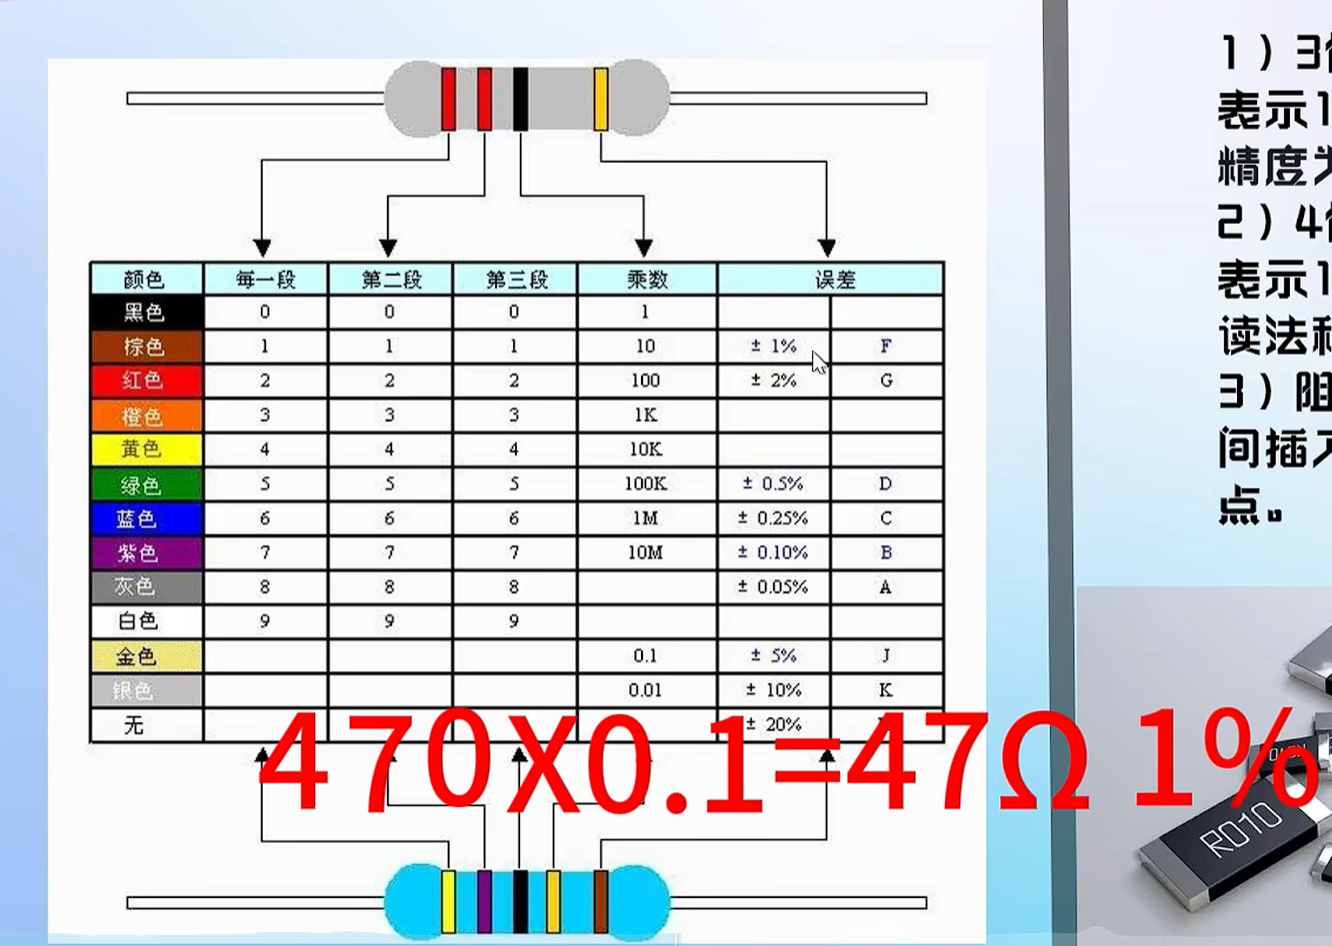 颜色 每一段 第二段 第三段 乘数 误差
黑色 0 0 0 1
棕色 1 1 1 10 ± 1% F
红色 2 2 2 100 ± 2% G
橙色 3 3 3 1K
黄色 4 4 4 10K
绿色 5 5 5 100K ± 0.5% D
蓝色 6 6 6 1M ± 0.25% C
紫色 7 7 7 10M ± 0.10% B
灰色 8 8 8 ± 0.05% A
白色 9 9 9
金色 0.1 ± 5% J
银色 0.01 ± 10% K
无 ± 20%
470X0.1=47Ω 1%
1）3
表示1
精度
2）4
表示1
读法
3）阻
间插
点。
R010